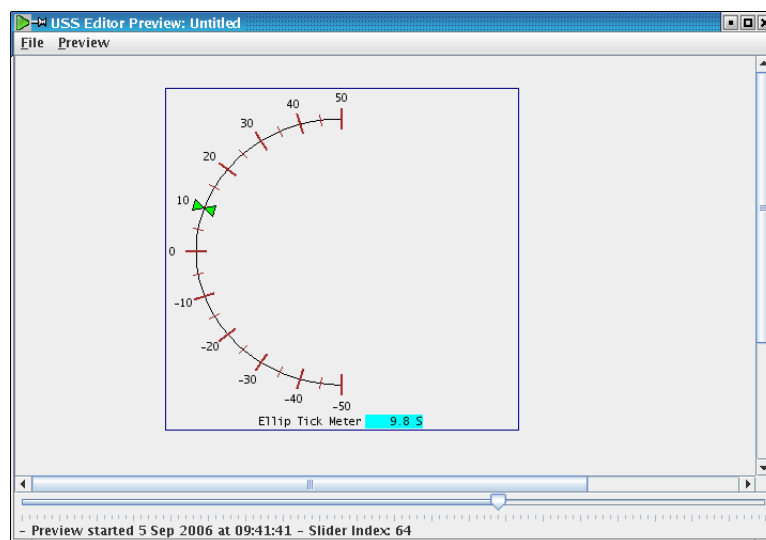 USS Editor Preview: Untitled
File Preview
50
40
30
20
10
0
-10
-20
-30
-40
-50
Ellip Tick Meter 9.8 S
- Preview started 5 Sep 2006 at 09:41:41 - Slider Index: 64